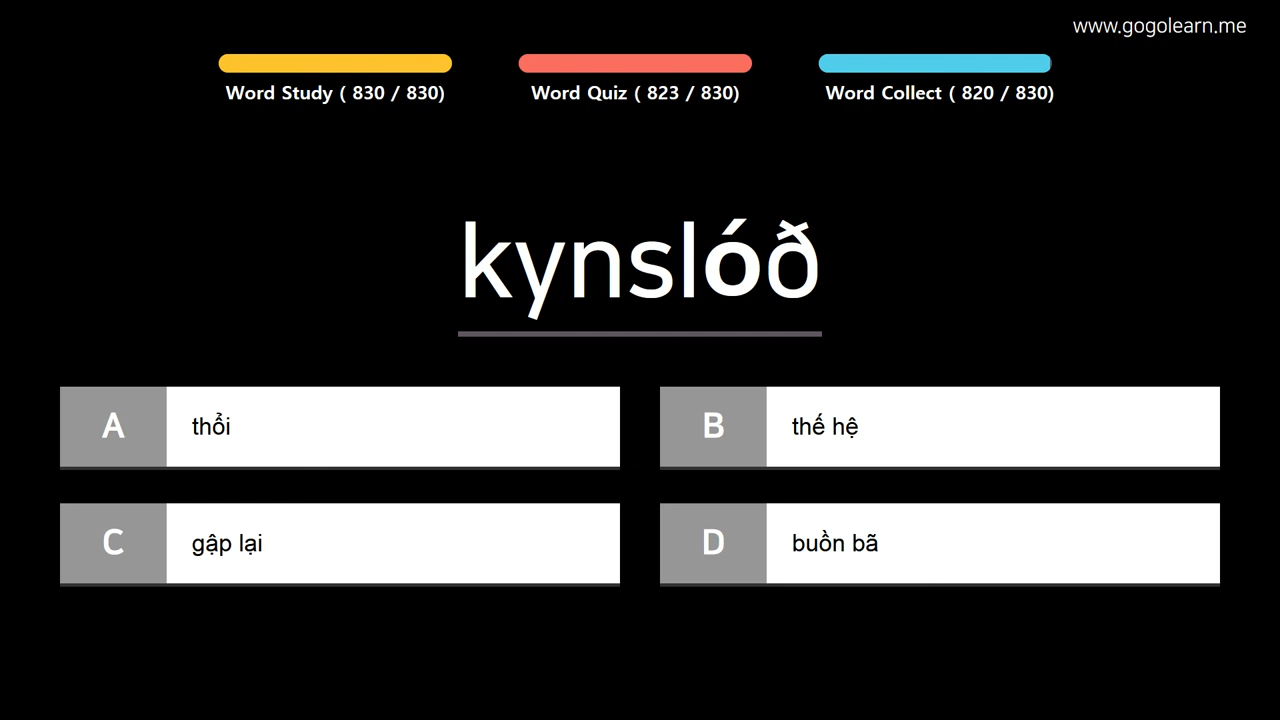 www.gogolearn.me
Word Study ( 830 / 830)
Word Quiz ( 823 / 830)
Word Collect ( 820 / 830)
kynslóð
A
thổi
B
thế hệ
C
gập lại
D
buồn bã